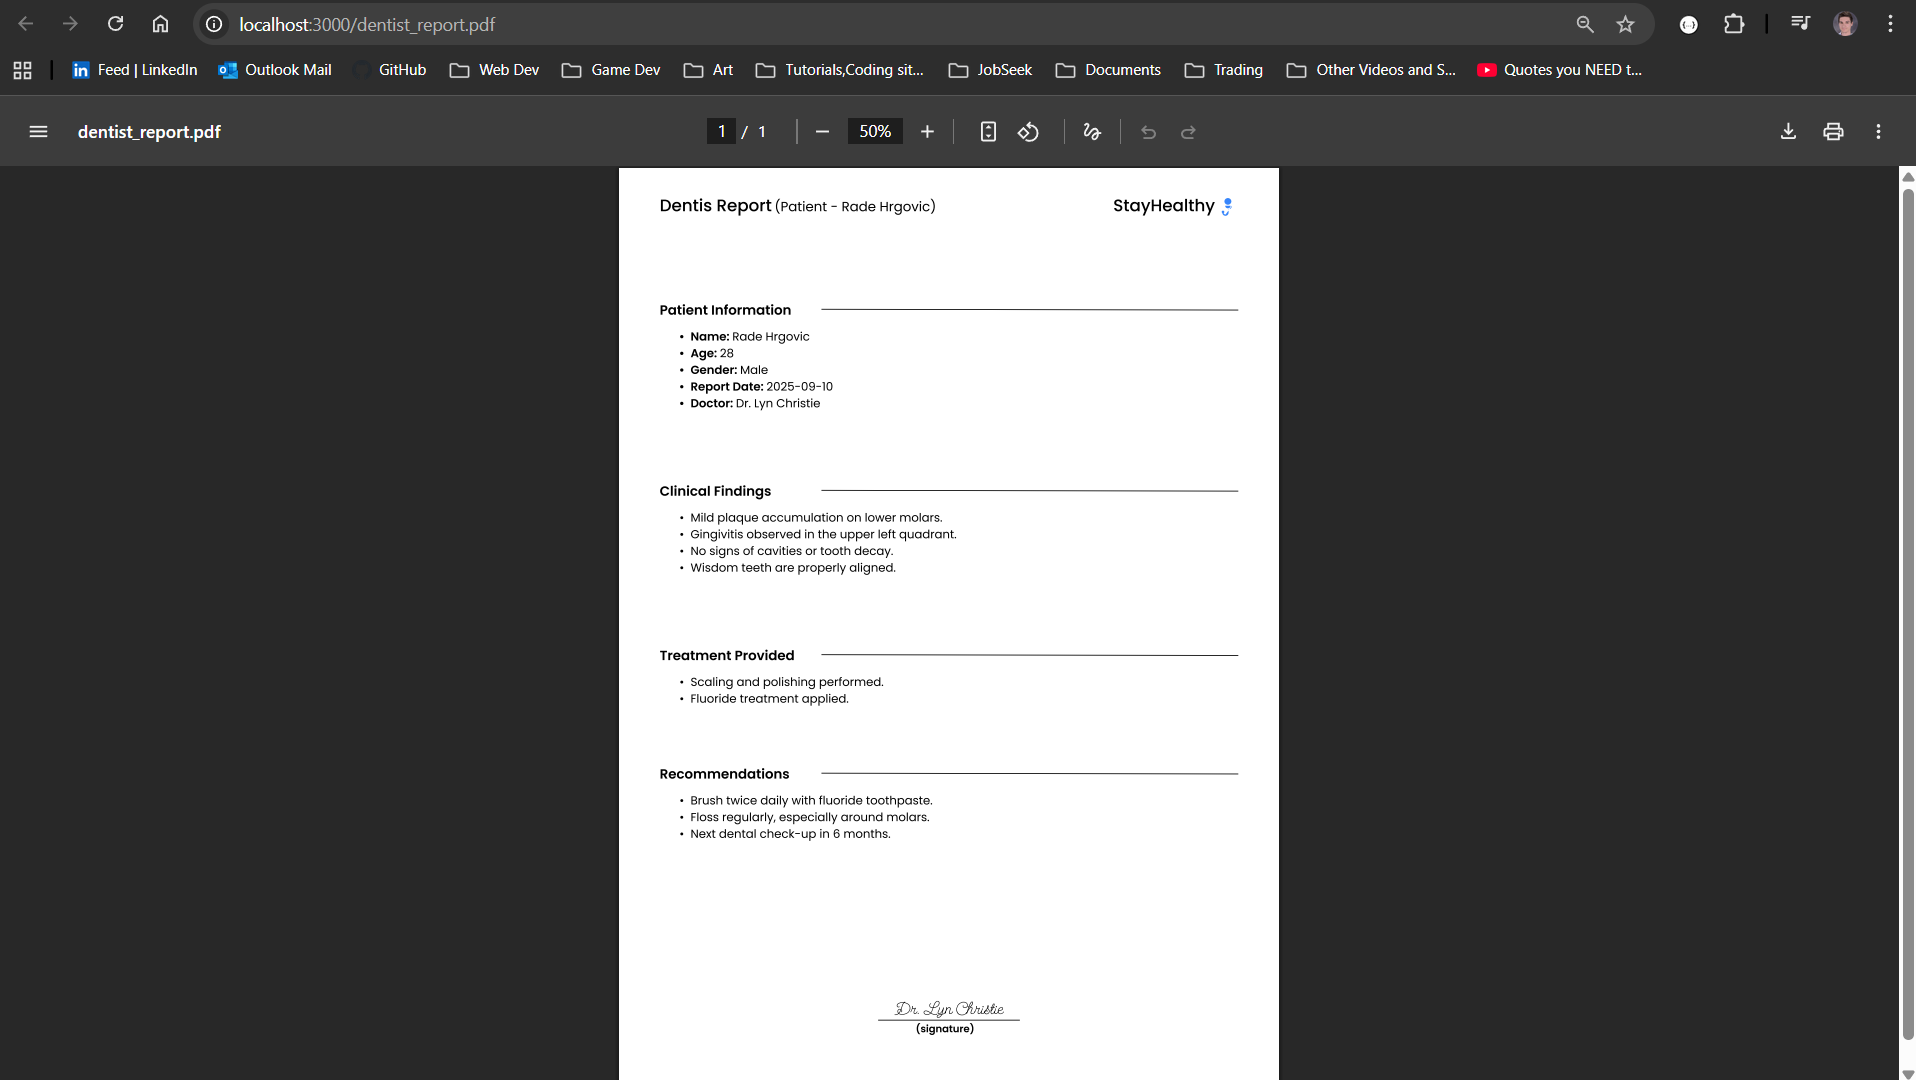 localhost:3000/dentist_report.pdf
Feed | LinkedIn Outlook Mail GitHub Web Dev Game Dev Art Tutorials,Coding sit... JobSeek Documents Trading Other Videos and S... Quotes you NEED t...
dentist_report.pdf 1 / 1 50%
Dentis Report (Patient - Rade Hrgovic) StayHealthy
Patient Information
• Name: Rade Hrgovic
• Age: 28
• Gender: Male
• Report Date: 2025-09-10
• Doctor: Dr. Lyn Christie
Clinical Findings
• Mild plaque accumulation on lower molars.
• Gingivitis observed in the upper left quadrant.
• No signs of cavities or tooth decay.
• Wisdom teeth are properly aligned.
Treatment Provided
• Scaling and polishing performed.
• Fluoride treatment applied.
Recommendations
• Brush twice daily with fluoride toothpaste.
• Floss regularly, especially around molars.
• Next dental check-up in 6 months.
Dr. Lyn Christie
(signature)